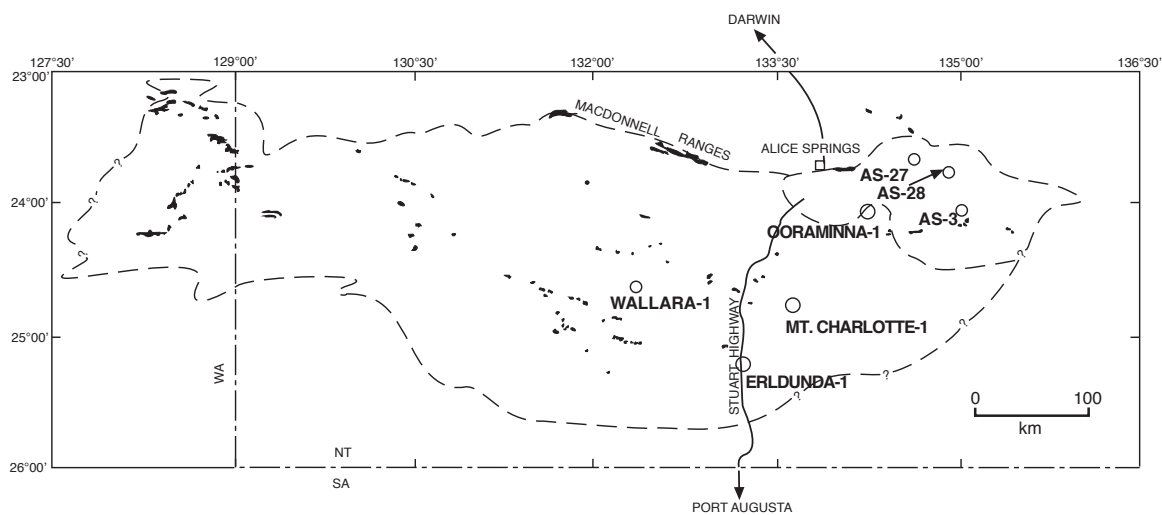 DARWIN
127°30'
129°00'
130°30'
132°00'
133°30'
135°00'
136°30'
23°00'
MACDONNELL RANGES
ALICE SPRINGS
AS-27
AS-28
24°00'
AS-3
OORAMINNA-1
WALLARA-1
MT. CHARLOTTE-1
25°00'
WA
STUART HIGHWAY
ERLDUNDA-1
0 100
km
26°00'
NT
SA
PORT AUGUSTA
?
?
?
?
?
?
?
?